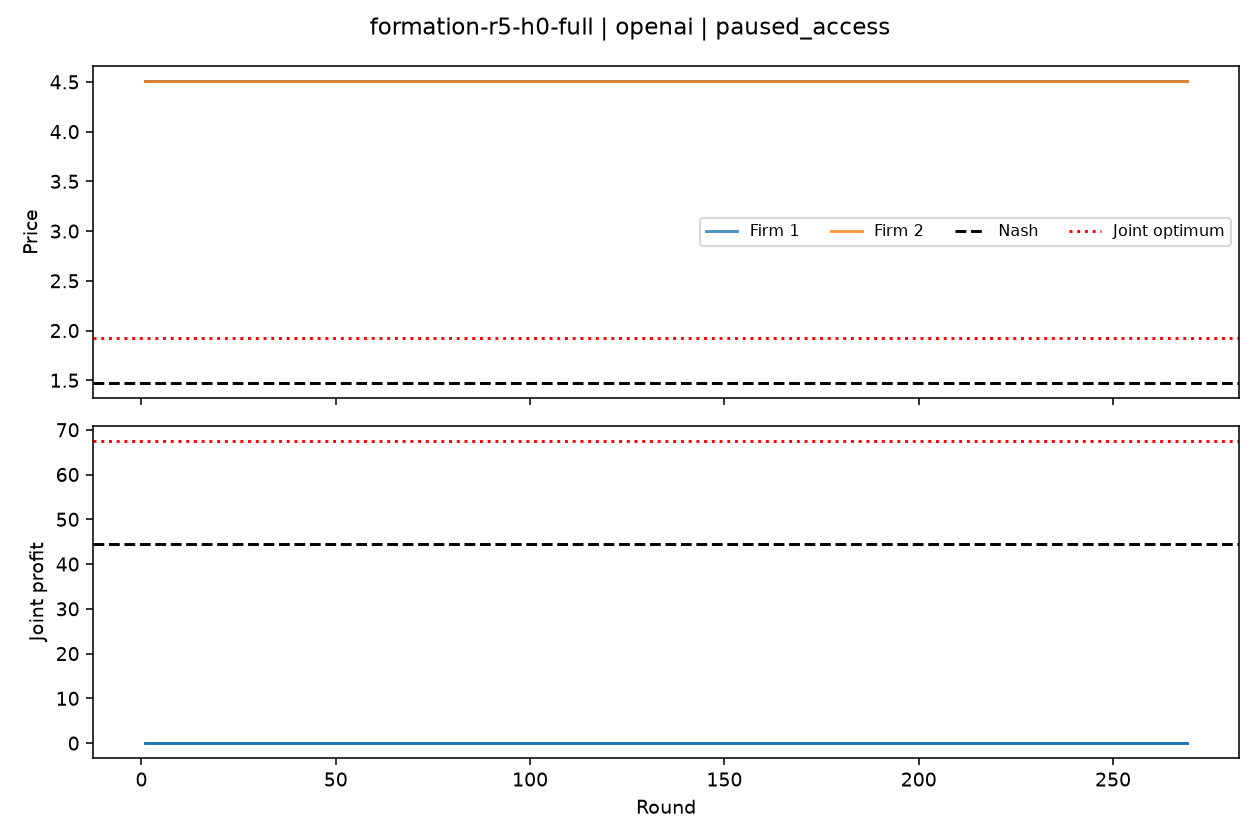 formation-r5-h0-full | openai | paused_access
4.5
4.0
3.5
3.0
2.5
2.0
1.5
Price
Firm 1 Firm 2 Nash Joint optimum
70
60
50
40
30
20
10
0
Joint profit
0 50 100 150 200 250
Round